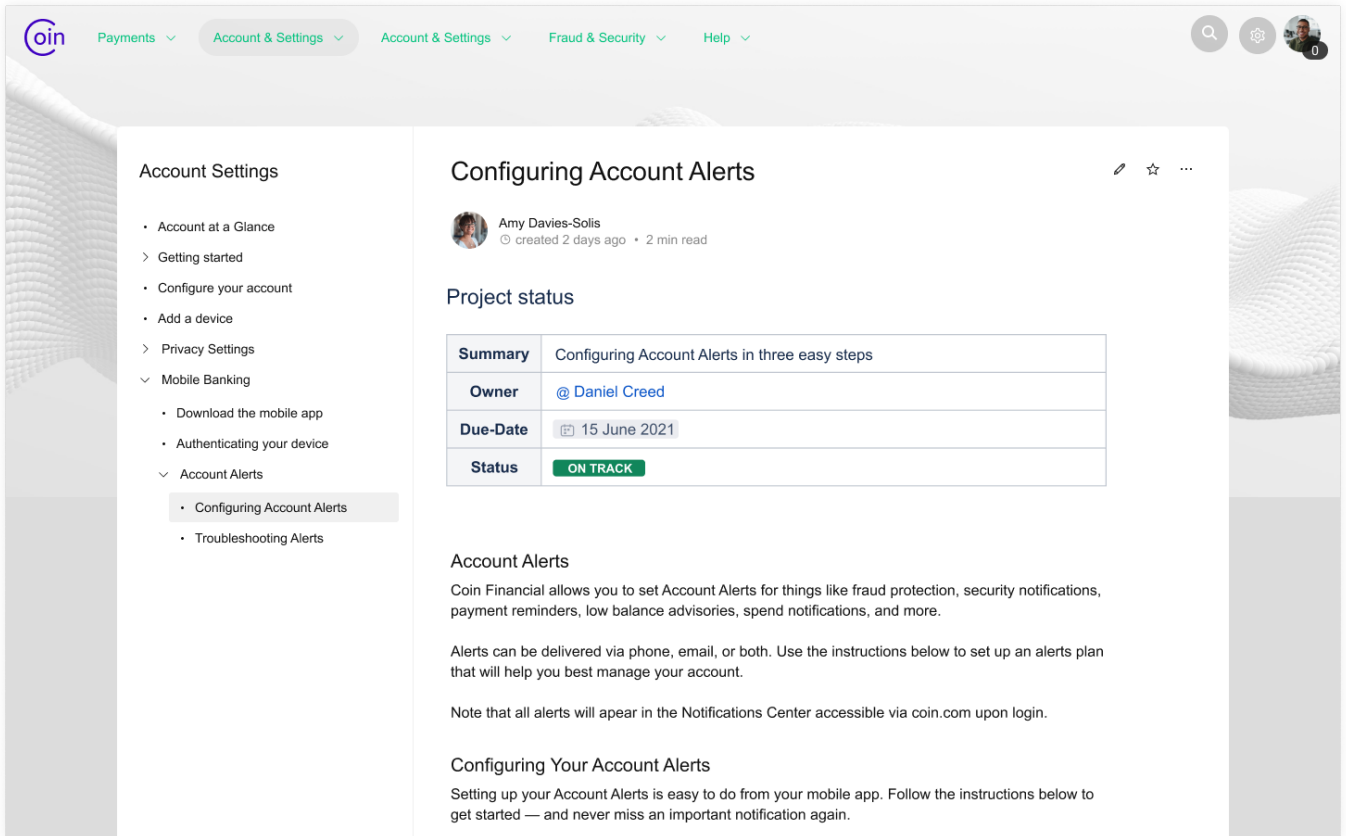 Coin
Payments
Account & Settings
Account & Settings
Fraud & Security
Help
0
Account Settings
Account at a Glance
Getting started
Configure your account
Add a device
Privacy Settings
Mobile Banking
Download the mobile app
Authenticating your device
Account Alerts
Configuring Account Alerts
Troubleshooting Alerts
Configuring Account Alerts
Amy Davies-Solis
created 2 days ago • 2 min read
Project status
Summary Configuring Account Alerts in three easy steps
Owner @ Daniel Creed
Due-Date 15 June 2021
Status ON TRACK
Account Alerts
Coin Financial allows you to set Account Alerts for things like fraud protection, security notifications,
payment reminders, low balance advisories, spend notifications, and more.
Alerts can be delivered via phone, email, or both. Use the instructions below to set up an alerts plan
that will help you best manage your account.
Note that all alerts will apear in the Notifications Center accessible via coin.com upon login.
Configuring Your Account Alerts
Setting up your Account Alerts is easy to do from your mobile app. Follow the instructions below to
get started — and never miss an important notification again.